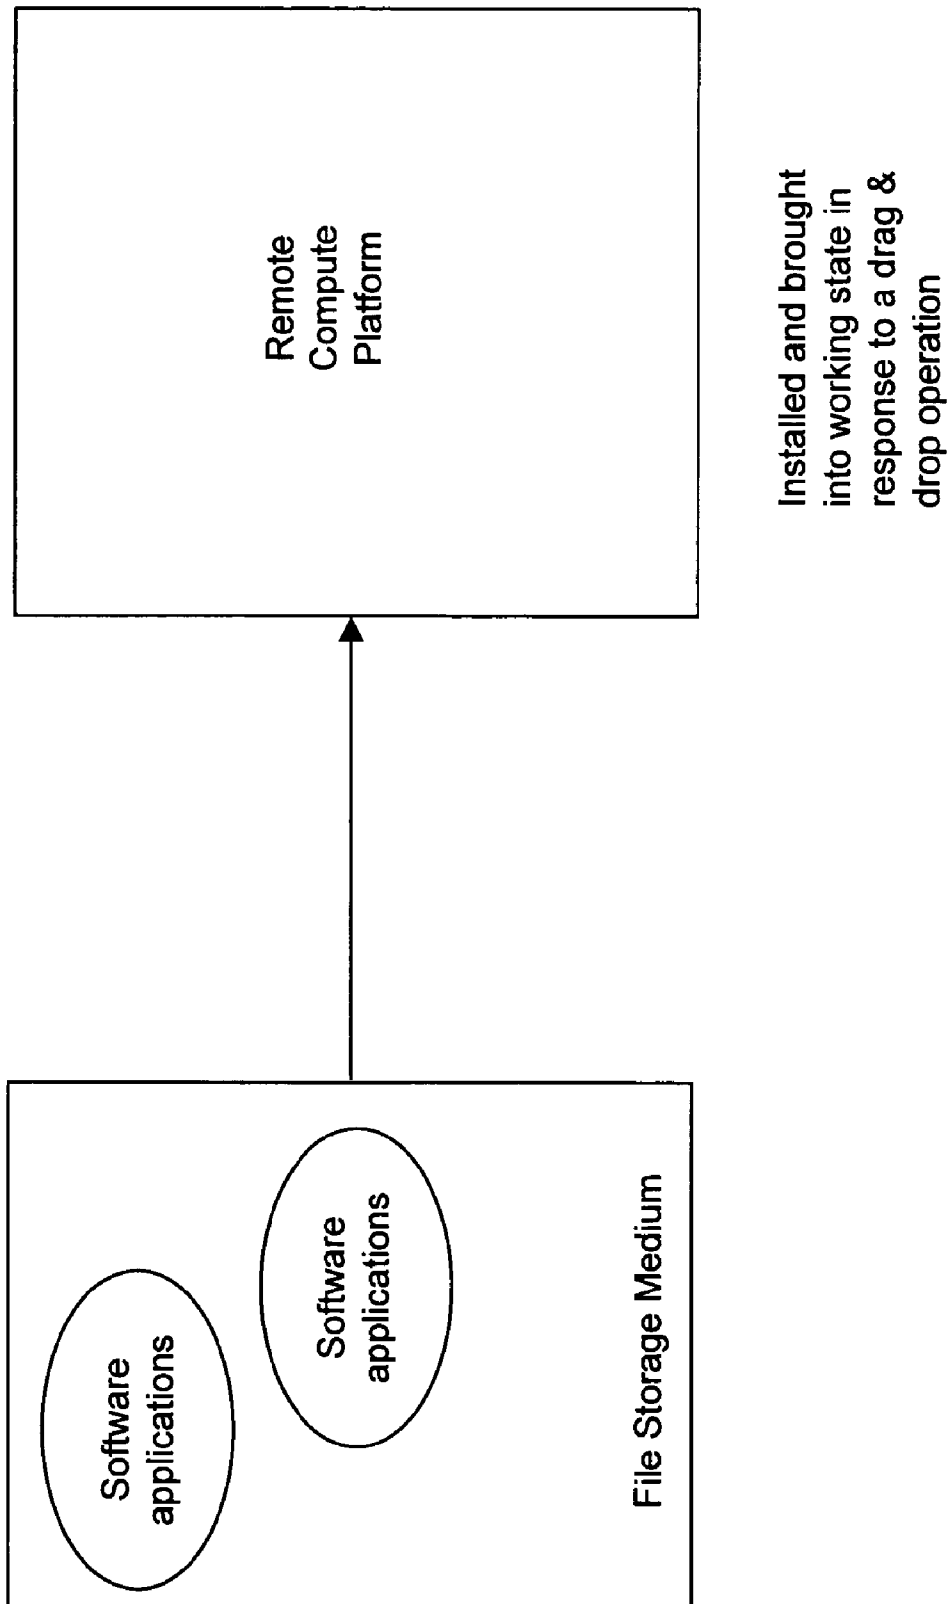 Software
applications
Software
applications
File Storage Medium
Remote
Compute
Platform
Installed and brought
into working state in
response to a drag &
drop operation